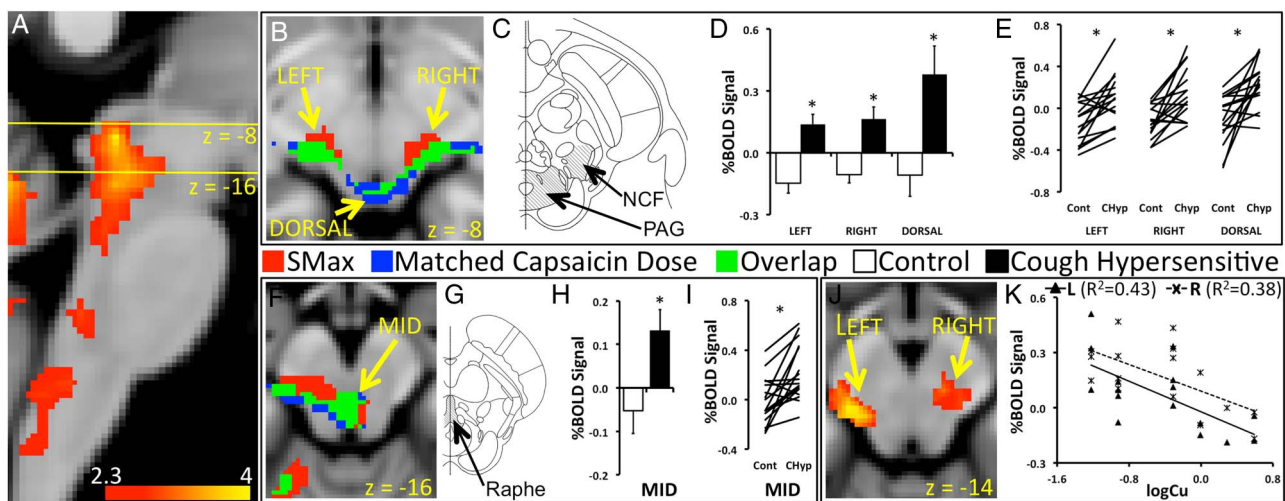 A
z = -8
z = -16
2.3
4
B
LEFT
RIGHT
DORSAL
z = -8
C
NCF
PAG
D
%BOLD Signal
0.6
0.3
0.0
-0.3
*
*
*
LEFT
RIGHT
DORSAL
E
%BOLD Signal
0.8
0.4
0.0
-0.4
-0.8
*
*
*
Cont CHyp Cont CHyp Cont CHyp
LEFT RIGHT DORSAL
SMax Matched Capsaicin Dose Overlap Control Cough Hypersensitive
F
MID
z = -16
G
Raphe
H
%BOLD Signal
0.2
0.1
0.0
-0.1
-0.2
*
MID
I
%BOLD Signal
0.8
0.4
0.0
-0.4
*
Cont CHyp
MID
J
LEFT
RIGHT
z = -14
K
L (R²=0.43) R (R²=0.38)
%BOLD Signal
0.6
0.3
0.0
-0.3
-1.6 -0.8 0.0 0.8
logCu